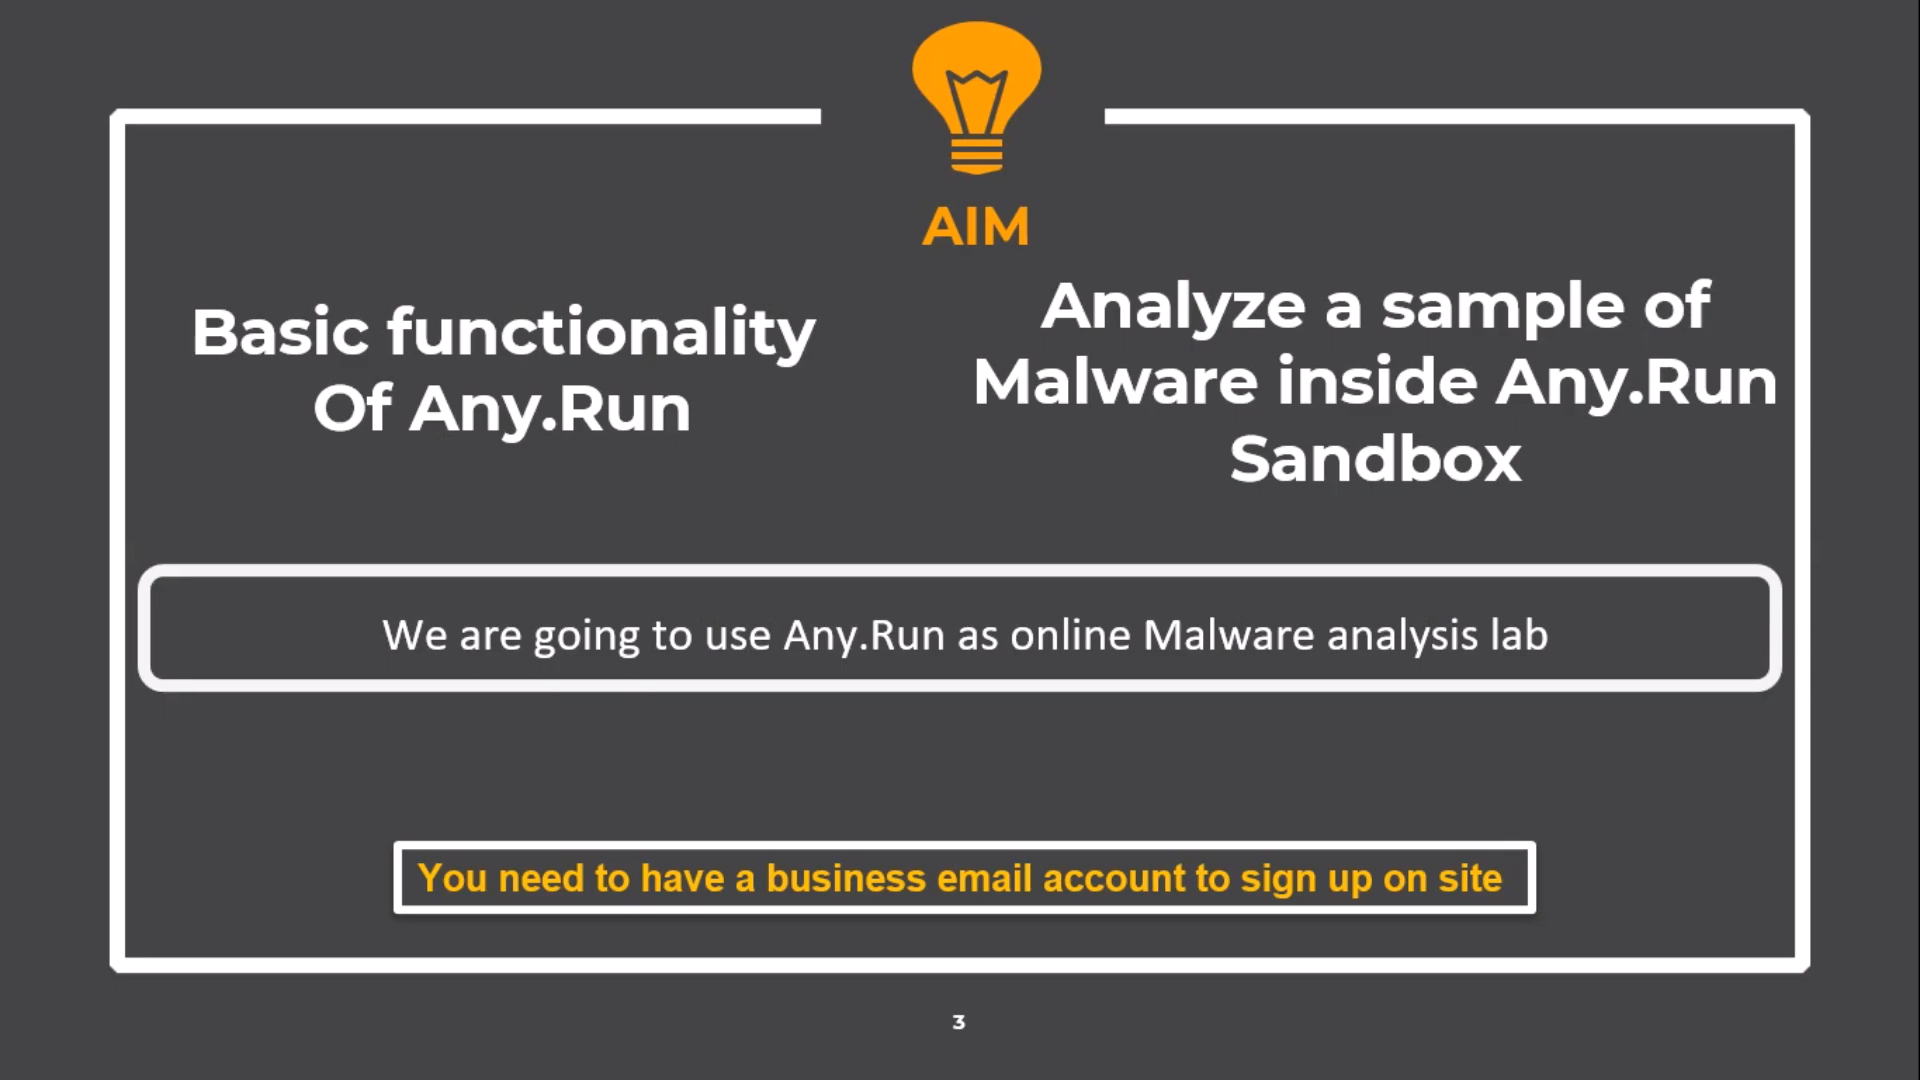 AIM
Basic functionality
Of Any.Run
Analyze a sample of
Malware inside Any.Run
Sandbox
We are going to use Any.Run as online Malware analysis lab
You need to have a business email account to sign up on site
3